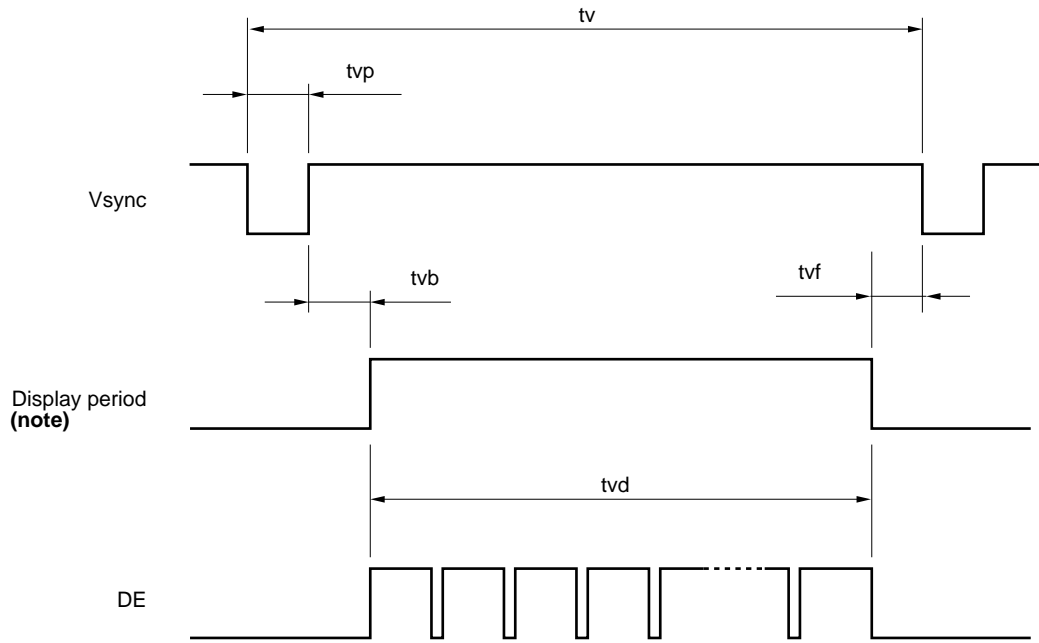 tv
tvp
Vsync
tvb
tvf
Display period
(note)
tvd
DE